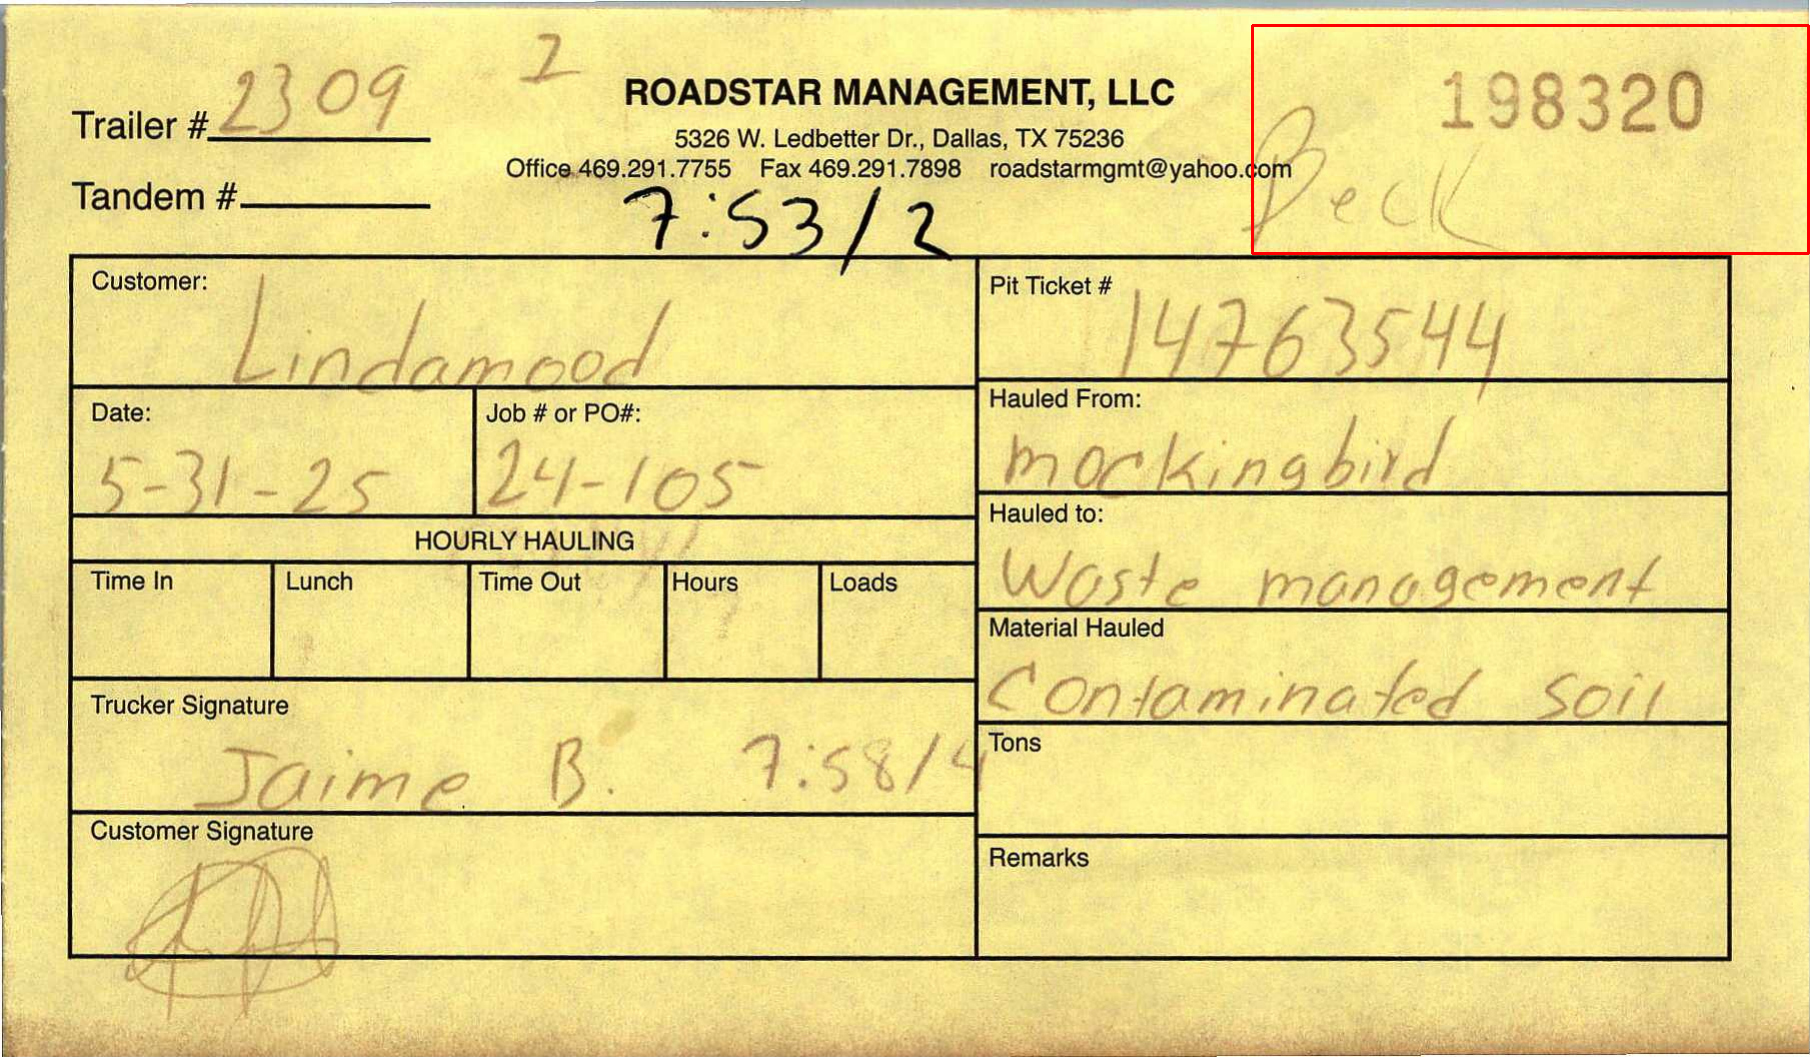 Trailer # 2309
2
Tandem #
ROADSTAR MANAGEMENT, LLC
5326 W. Ledbetter Dr., Dallas, TX 75236
Office 469.291.7755 Fax 469.291.7898 roadstarmgmt@yahoo.com
7:53/2
198320
Beck
Customer:
Lindamood
Date:
5-31-25
Job # or PO#:
24-105
HOURLY HAULING
Time In Lunch Time Out Hours Loads
Trucker Signature
Jaime B. 7:58/4
Customer Signature
Pit Ticket #
14763544
Hauled From:
mockingbird
Hauled to:
Waste management
Material Hauled
Contaminated soil
Tons
Remarks